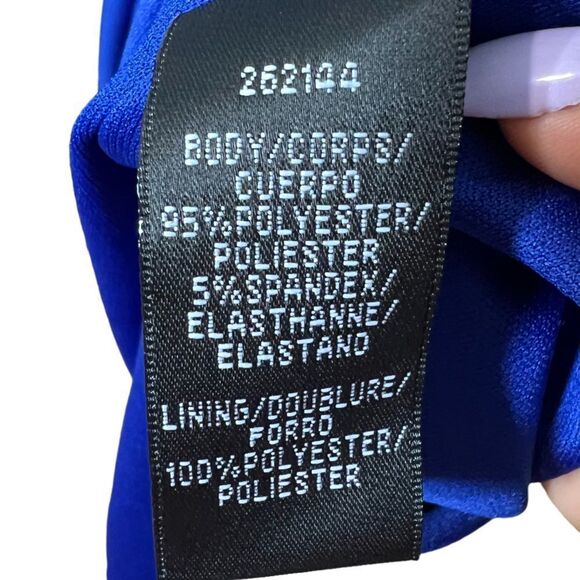 262144
BODY/CORPS/
CUERPO
95%POLYESTER/
POLIESTER
5%SPANDEX/
ELASTHANNE/
ELASTANO
LINING/DOUBLURE/
FORRO
100%POLYESTER/
POLIESTER